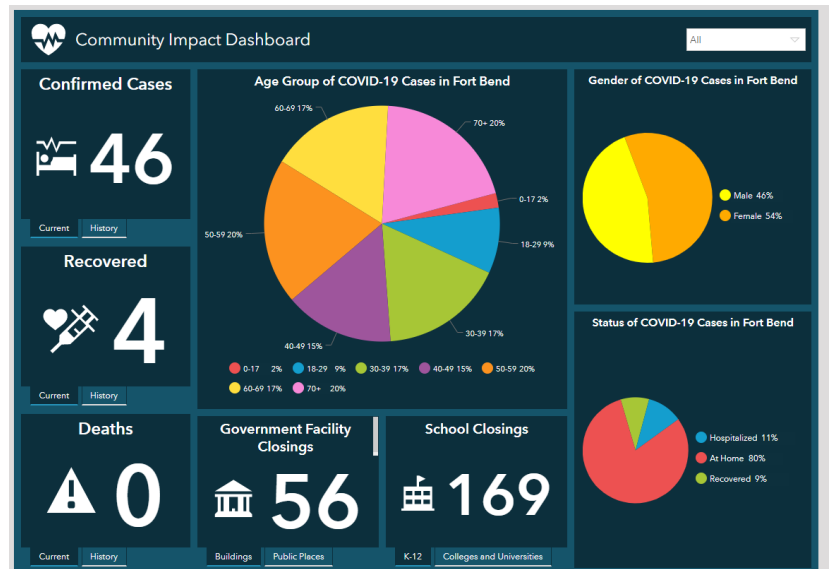 Community Impact Dashboard
All
Confirmed Cases
46
Current History
Recovered
4
Current History
Deaths
0
Current History
Age Group of COVID-19 Cases in Fort Bend
60-69 17%
70+ 20%
0-17 2%
50-59 20%
18-29 9%
30-39 17%
40-49 15%
0-17 2% 18-29 9% 30-39 17% 40-49 15% 50-59 20%
60-69 17% 70+ 20%
Government Facility
Closings
56
Buildings Public Places
School Closings
169
K-12 Colleges and Universities
Gender of COVID-19 Cases in Fort Bend
Male 46%
Female 54%
Status of COVID-19 Cases in Fort Bend
Hospitalized 11%
At Home 80%
Recovered 9%